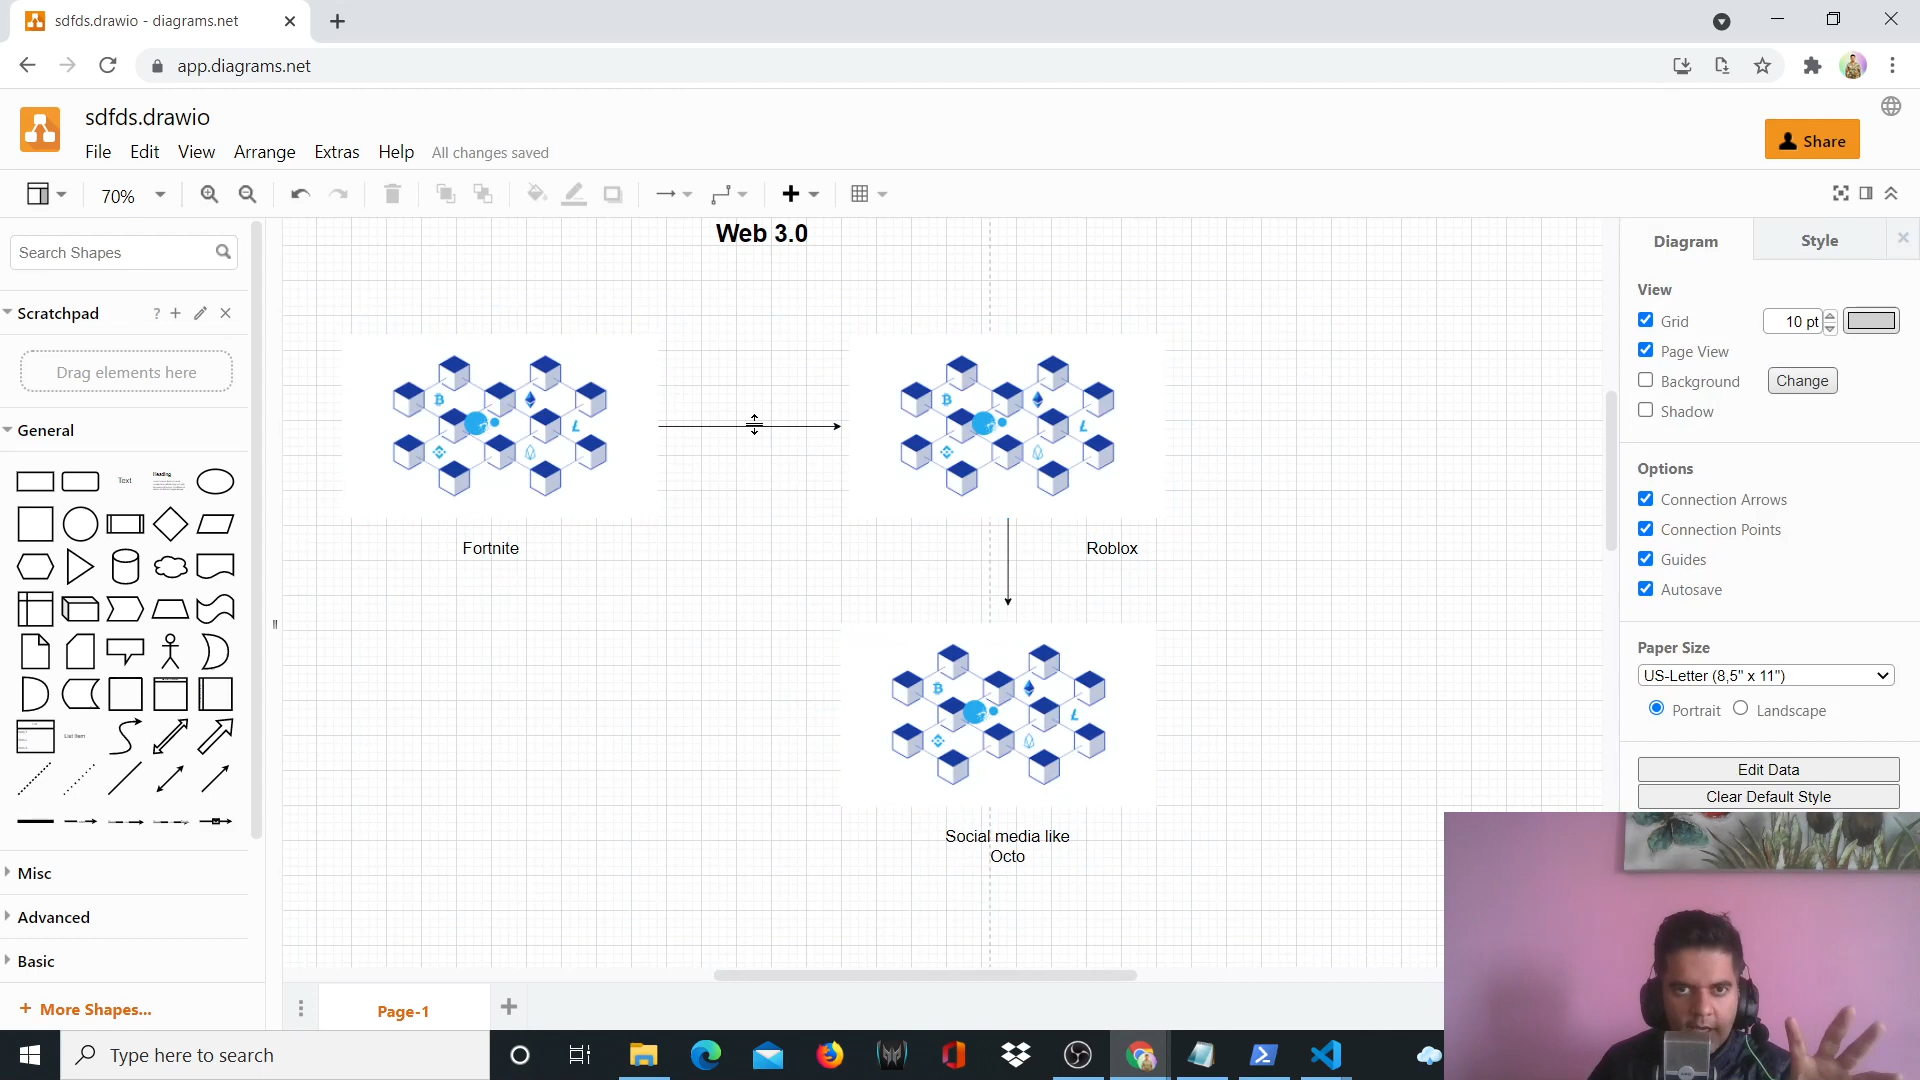 sdfds.drawio - diagrams.net
app.diagrams.net
sdfds.drawio
File Edit View Arrange Extras Help All changes saved
Share
70%
Search Shapes
Scratchpad
?
Drag elements here
General
Text
Heading
List Item
Misc
Advanced
Basic
+ More Shapes...
Web 3.0
Fortnite
Roblox
Social media like
Octo
Page-1
Diagram
Style
View
Grid
10 pt
Page View
Background
Change
Shadow
Options
Connection Arrows
Connection Points
Guides
Autosave
Paper Size
US-Letter (8,5" x 11")
Portrait Landscape
Edit Data
Clear Default Style
Type here to search